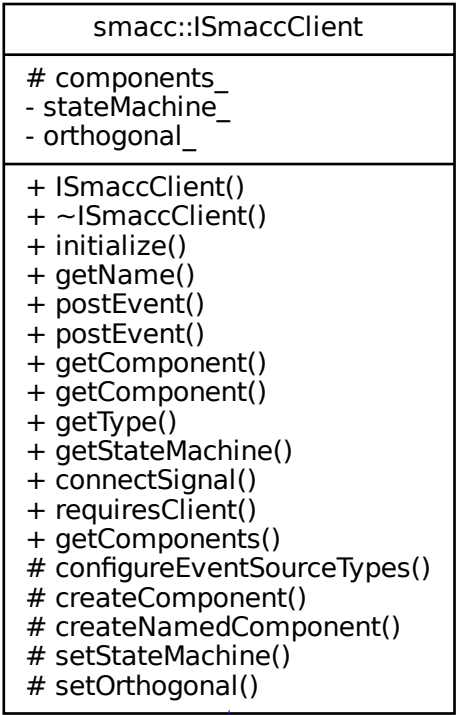 smacc::ISmaccClient
# components_
- stateMachine_
- orthogonal_
+ ISmaccClient()
+ ~ISmaccClient()
+ initialize()
+ getName()
+ postEvent()
+ postEvent()
+ getComponent()
+ getComponent()
+ getType()
+ getStateMachine()
+ connectSignal()
+ requiresClient()
+ getComponents()
# configureEventSourceTypes()
# createComponent()
# createNamedComponent()
# setStateMachine()
# setOrthogonal()